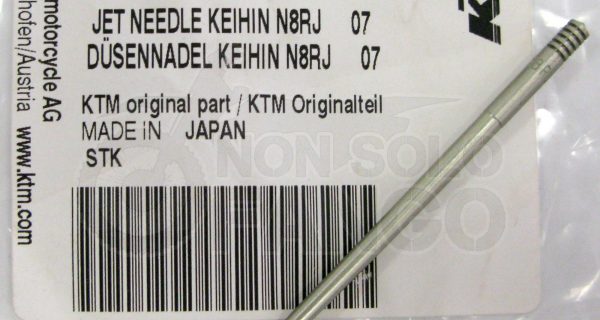 JET NEEDLE KEIHIN N8RJ 07
DÜSENNADEL KEIHIN N8RJ 07
KTM original part / KTM Originalteil
MADE iN JAPAN
STK
motorcycle AG
hofen/Austria
www.ktm.com
NON SOLO